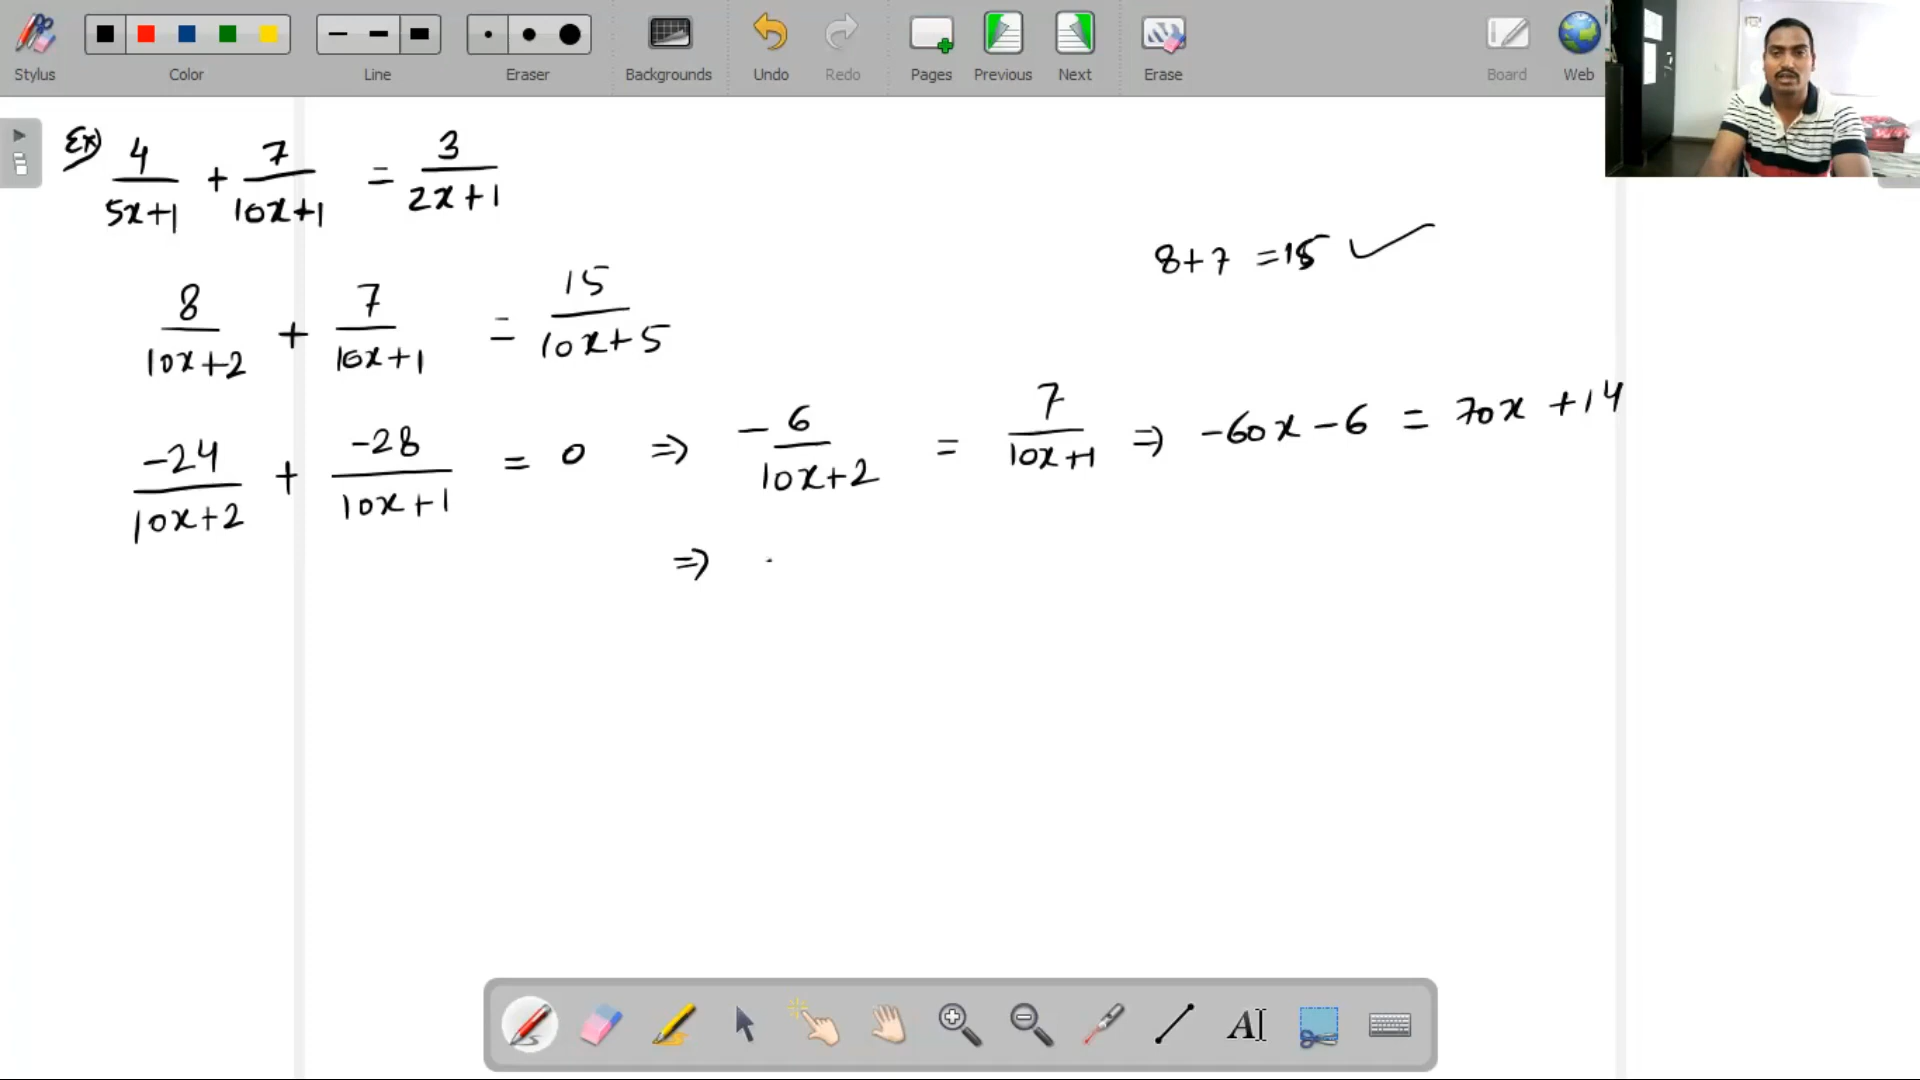 Stylus Color Line Eraser Backgrounds Undo Redo Pages Previous Next Erase Board Web
Ex) 4/(5x+1) + 7/(10x+1) = 3/(2x+1)
8+7 = 15 ✓
8/(10x+2) + 7/(10x+1) = 15/(10x+5)
-24/(10x+2) + -28/(10x+1) = 0 ⇒ -6/(10x+2) = 7/(10x+1) ⇒ -60x-6 = 70x+14
⇒